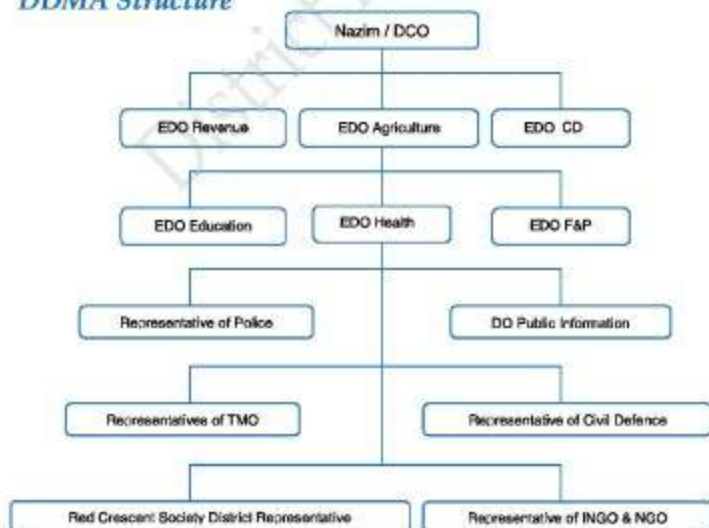 DDMA Structure
Nazim / DCO
EDO Revenue
EDO Agriculture
EDO CD
EDO Education
EDO Health
EDO F&P
Representative of Police
DO Public Information
Representatives of TMO
Representative of Civil Defence
Red Crescent Society District Representative
Representative of INGO & NGO
District